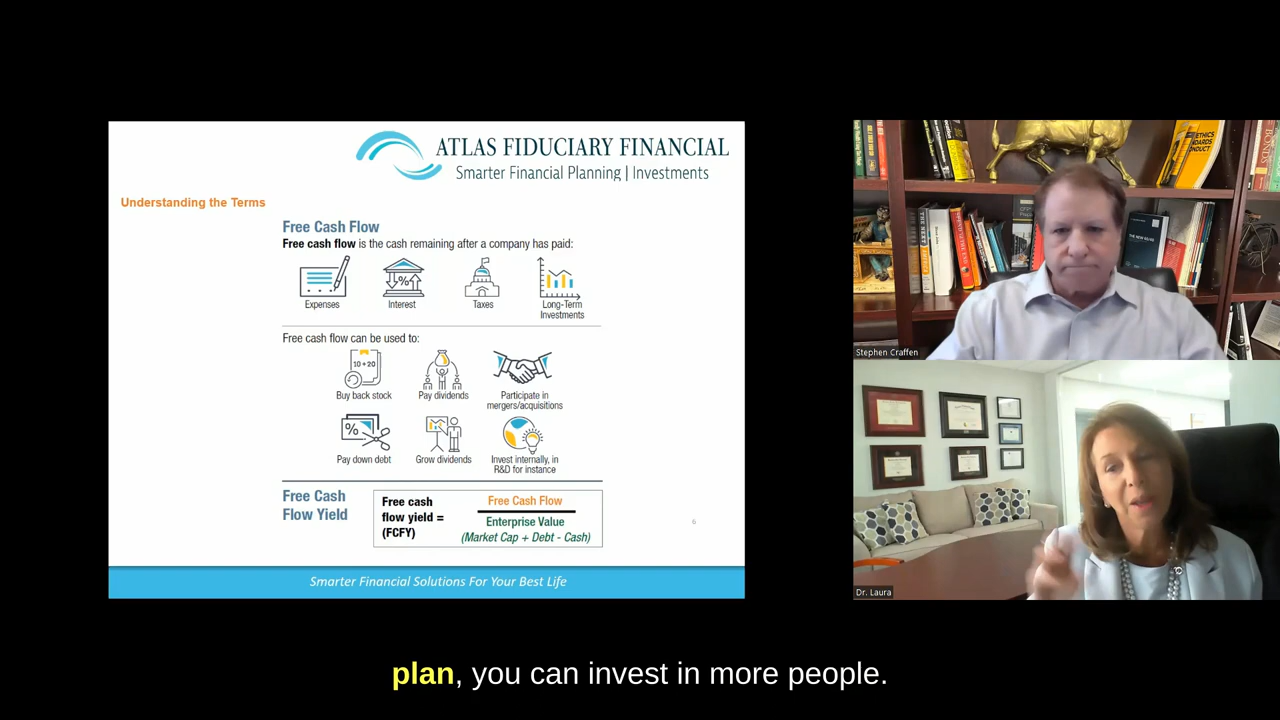 ATLAS FIDUCIARY FINANCIAL
Smarter Financial Planning | Investments
Understanding the Terms
Free Cash Flow
Free cash flow is the cash remaining after a company has paid:
%
Expenses
Interest
Taxes
Long-Term
Investments
Free cash flow can be used to:
10+20
Buy back stock
Pay dividends
Participate in
mergers/acquisitions
%
Pay down debt
Grow dividends
Invest internally, in
R&D for instance
Free Cash
Flow Yield
Free cash
flow yield =
(FCFY)
Free Cash Flow
Enterprise Value
(Market Cap + Debt - Cash)
6
Smarter Financial Solutions For Your Best Life
ETHICS
Stephen Craffen
Dr. Laura
plan, you can invest in more people.